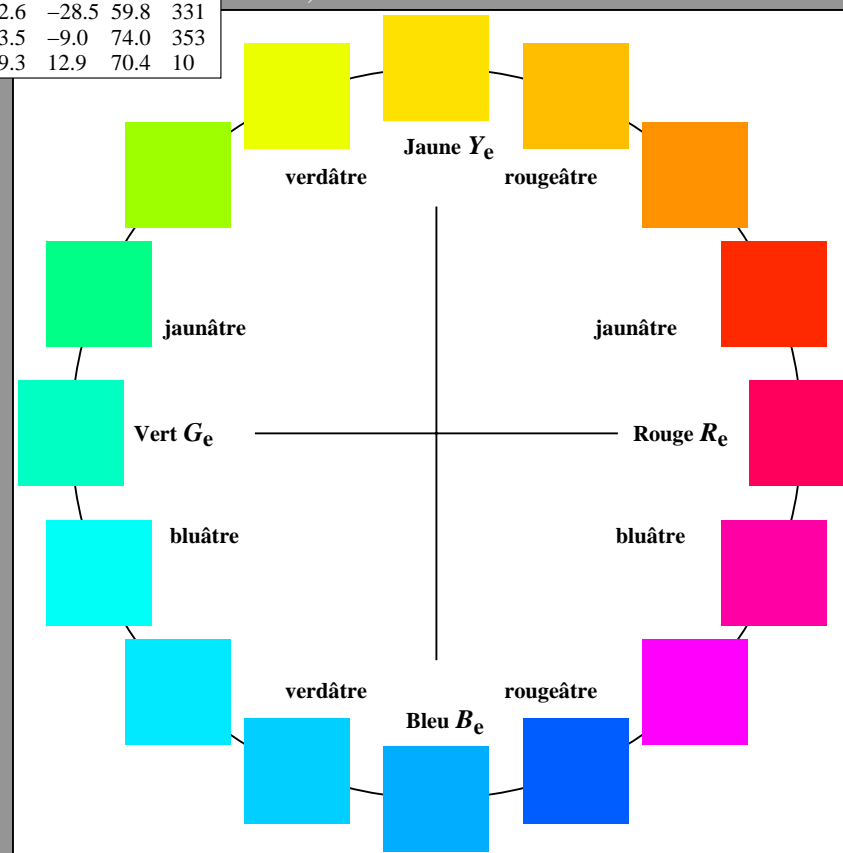 2.6 −28.5 59.8 331
3.5 −9.0 74.0 353
9.3 12.9 70.4 10
Jaune Yₑ
verdâtre rougeâtre
jaunâtre jaunâtre
Vert Gₑ Rouge Rₑ
bluâtre bluâtre
verdâtre rougeâtre
Bleu Bₑ